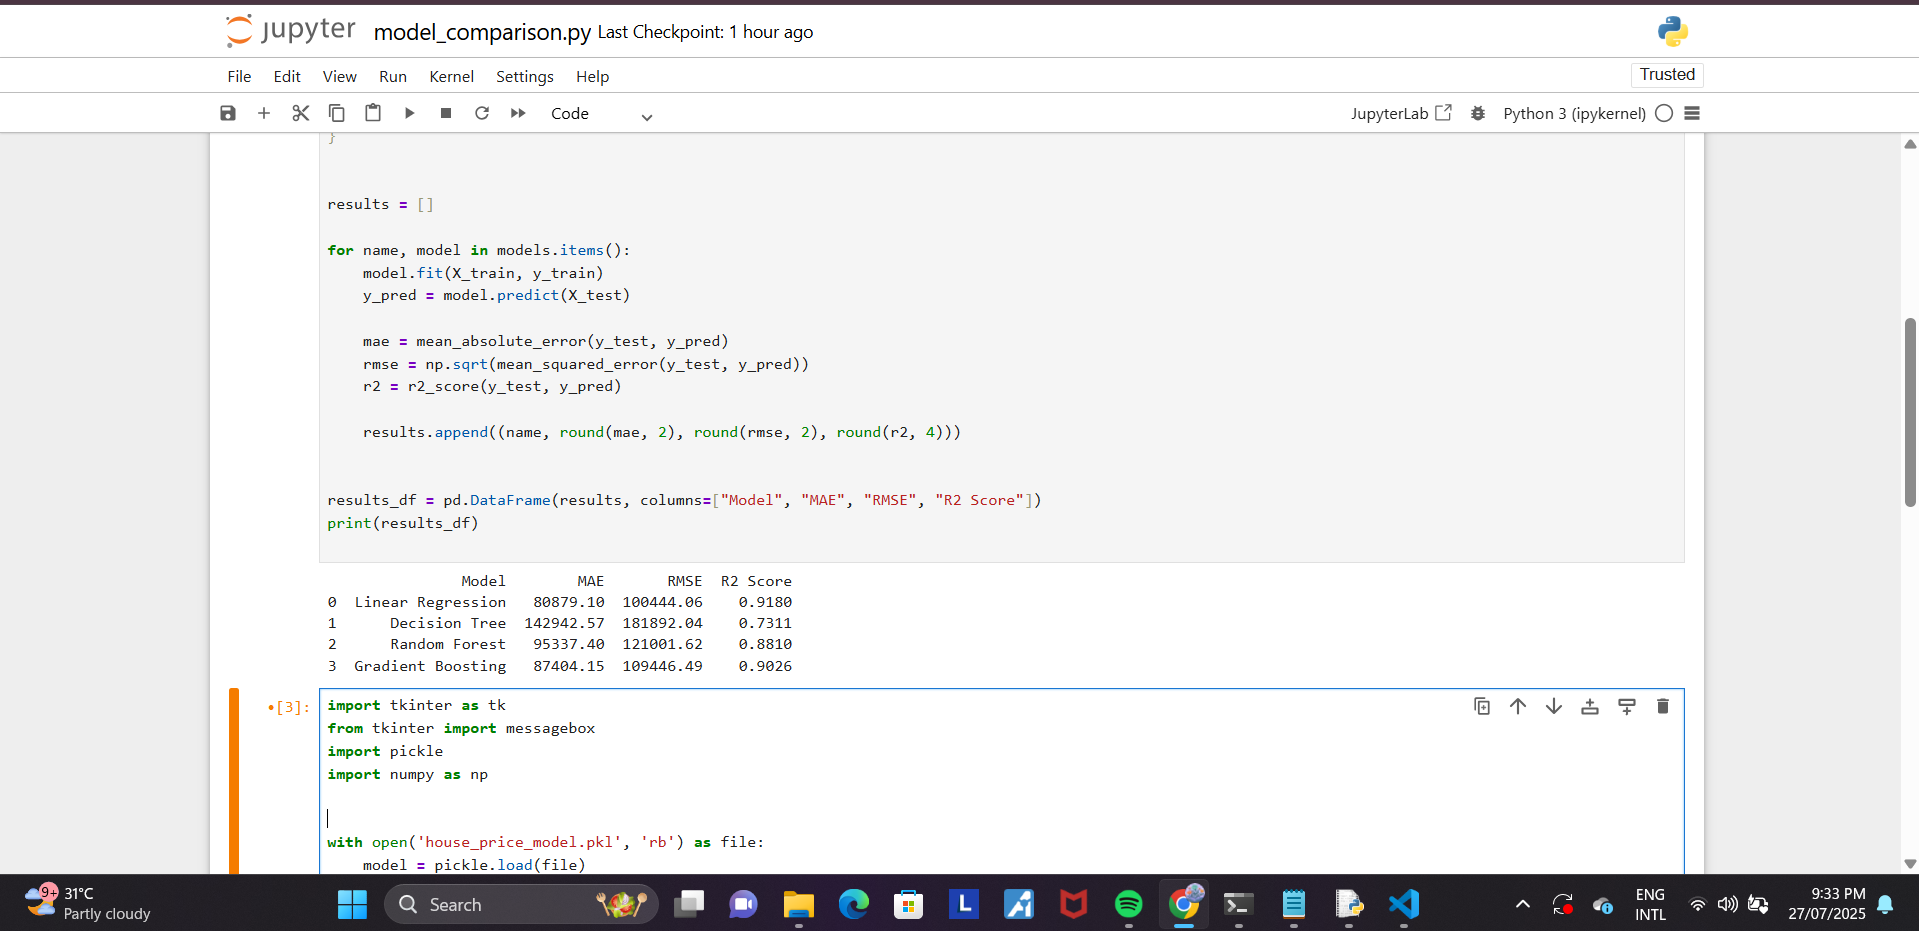 jupyter model_comparison.py Last Checkpoint: 1 hour ago
File Edit View Run Kernel Settings Help
Trusted
Code
JupyterLab Python 3 (ipykernel)
}
results = []
for name, model in models.items():
    model.fit(X_train, y_train)
    y_pred = model.predict(X_test)
    mae = mean_absolute_error(y_test, y_pred)
    rmse = np.sqrt(mean_squared_error(y_test, y_pred))
    r2 = r2_score(y_test, y_pred)
    results.append((name, round(mae, 2), round(rmse, 2), round(r2, 4)))
results_df = pd.DataFrame(results, columns=["Model", "MAE", "RMSE", "R2 Score"])
print(results_df)
Model MAE RMSE R2 Score
0 Linear Regression 80879.10 100444.06 0.9180
1 Decision Tree 142942.57 181892.04 0.7311
2 Random Forest 95337.40 121001.62 0.8810
3 Gradient Boosting 87404.15 109446.49 0.9026
•[3]:
import tkinter as tk
from tkinter import messagebox
import pickle
import numpy as np
with open('house_price_model.pkl', 'rb') as file:
    model = pickle.load(file)
9+
31°C
Partly cloudy
Search
L
ENG
INTL
9:33 PM
27/07/2025